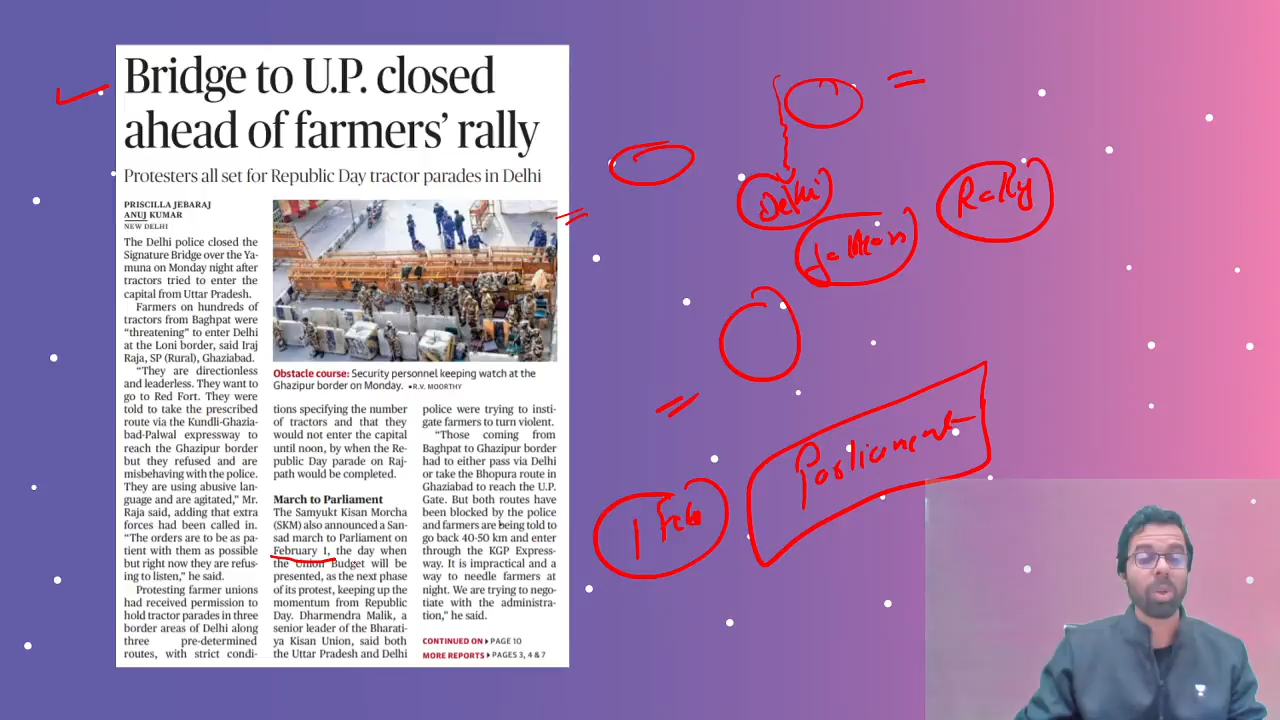 Bridge to U.P. closed
ahead of farmers' rally
Protesters all set for Republic Day tractor parades in Delhi
PRISCILLA JEBARAJ
ANUJ KUMAR
NEW DELHI
The Delhi police closed the
Signature Bridge over the Ya-
muna on Monday night after
tractors tried to enter the
capital from Uttar Pradesh.
Farmers on hundreds of
tractors from Baghpat were
"threatening" to enter Delhi
at the Loni border, said Iraj
Raja, SP (Rural), Ghaziabad.
"They are directionless
and leaderless. They want to
go to Red Fort. They were
told to take the prescribed
route via the Kundli-Ghazia-
bad-Palwal expressway to
reach the Ghazipur border
but they refused and are
misbehaving with the police.
They are using abusive lan-
guage and are agitated," Mr.
Raja said, adding that extra
forces had been called in.
"The orders are to be as pa-
tient with them as possible
but right now they are refus-
ing to listen," he said.
Protesting farmer unions
had received permission to
hold tractor parades in three
border areas of Delhi along
three pre-determined
routes, with strict condi-
Obstacle course: Security personnel keeping watch at the
Ghazipur border on Monday. ▪R.V. MOORTHY
tions specifying the number
of tractors and that they
would not enter the capital
until noon, by when the Re-
public Day parade on Raj-
path would be completed.
March to Parliament
The Samyukt Kisan Morcha
(SKM) also announced a San-
sad march to Parliament on
February 1, the day when
the Union Budget will be
presented, as the next phase
of its protest, keeping up the
momentum from Republic
Day. Dharmendra Malik, a
senior leader of the Bharati-
ya Kisan Union, said both
the Uttar Pradesh and Delhi
police were trying to insti-
gate farmers to turn violent.
"Those coming from
Baghpat to Ghazipur border
had to either pass via Delhi
or take the Bhopura route in
Ghaziabad to reach the U.P.
Gate. But both routes have
been blocked by the police
and farmers are being told to
go back 40-50 km and enter
through the KGP Express-
way. It is impractical and a
way to needle farmers at
night. We are trying to nego-
tiate with the administra-
tion," he said.
CONTINUED ON ▸ PAGE 10
MORE REPORTS ▸ PAGES 3, 4 & 7
Delhi
Rally
1 Feb
Parliament